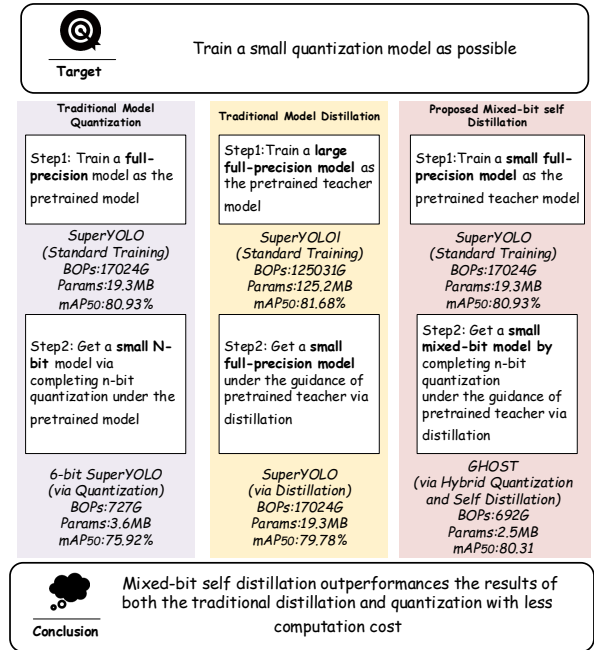 Train a small quantization model as possible
Target
Traditional Model
Quantization
Step1: Train a full-
precision model as the
pretrained model
SuperYOLO
(Standard Training)
BOPs:17024G
Params:19.3MB
mAP50:80.93%
Step2: Get a small N-
bit model via
completing n-bit
quantization under the
pretrained model
6-bit SuperYOLO
(via Quantization)
BOPs:727G
Params:3.6MB
mAP50:75.92%
Traditional Model Distillation
Step1:Train a large
full-precision model as
the pretrained teacher
model
SuperYOLOl
(Standard Training)
BOPs:125031G
Params:125.2MB
mAP50:81.68%
Step2: Get a small
full-precision model
under the guidance of
pretrained teacher via
distillation
SuperYOLO
(via Distillation)
BOPs:17024G
Params:19.3MB
mAP50:79.78%
Proposed Mixed-bit self
Distillation
Step1:Train a small full-
precision model as the
pretrained teacher model
SuperYOLO
(Standard Training)
BOPs:17024G
Params:19.3MB
mAP50:80.93%
Step2: Get a small
mixed-bit model by
completing n-bit
quantization
under the guidance of
pretrained teacher via
distillation
GHOST
(via Hybrid Quantization
and Self Distillation)
BOPs:692G
Params:2.5MB
mAP50:80.31
Mixed-bit self distillation outperformances the results of
both the traditional distillation and quantization with less
computation cost
Conclusion